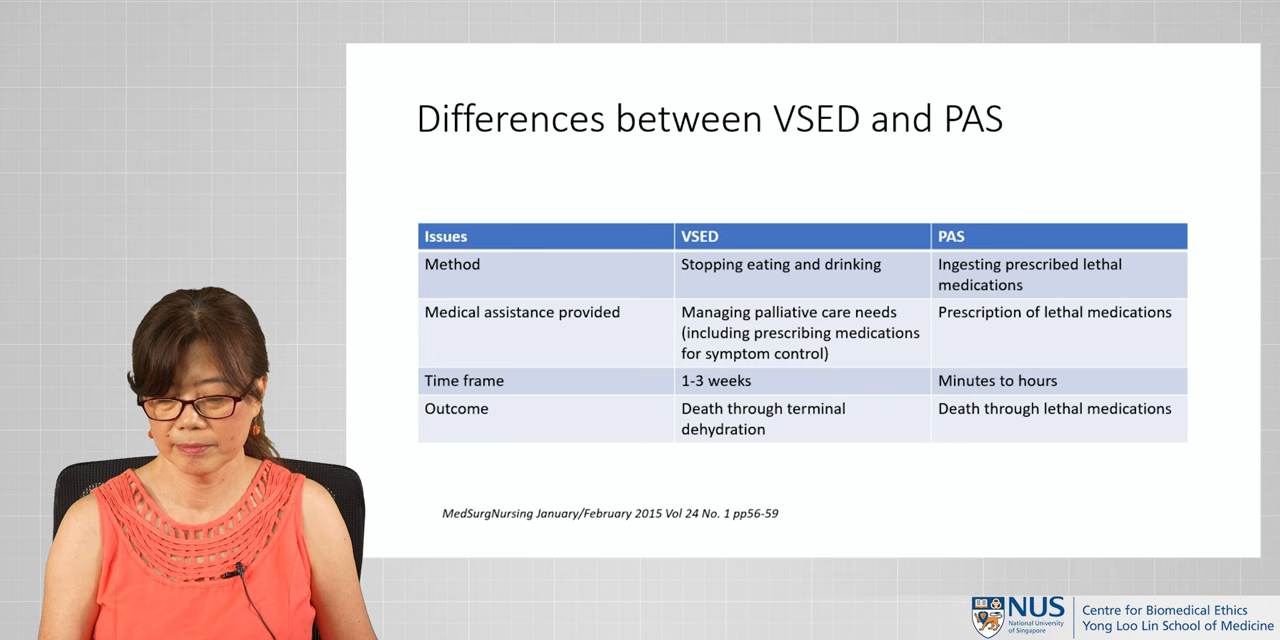 Differences between VSED and PAS
Issues VSED PAS
Method Stopping eating and drinking Ingesting prescribed lethal
medications
Medical assistance provided Managing palliative care needs Prescription of lethal medications
(including prescribing medications
for symptom control)
Time frame 1-3 weeks Minutes to hours
Outcome Death through terminal Death through lethal medications
dehydration
MedSurgNursing January/February 2015 Vol 24 No. 1 pp56-59
NUS
National University
of Singapore
Centre for Biomedical Ethics
Yong Loo Lin School of Medicine